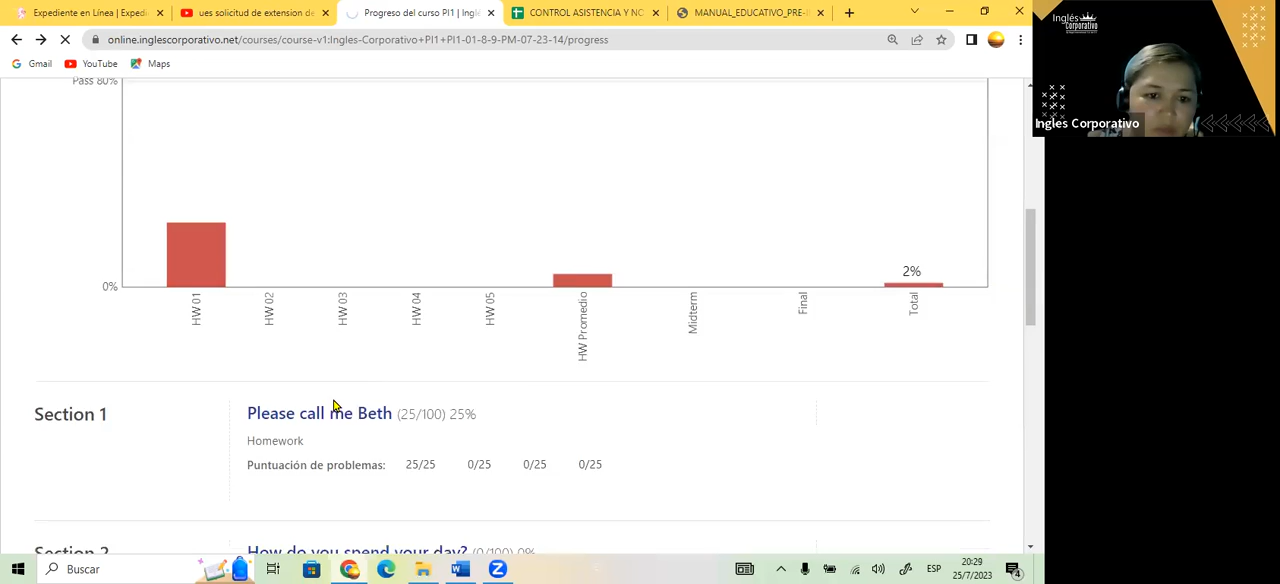 Expediente en Línea | Expedi
ues solicitud de extension de
Progreso del curso PI1 | Ingle
CONTROL ASISTENCIA Y NO
MANUAL_EDUCATIVO_PRE-I
online.inglescorporativo.net/courses/course-v1:Ingles-Corporativo+PI1+PI1-01-8-9-PM-07-23-14/progress
Gmail
YouTube
Maps
Inglés
CORPORATIVO
Ingles Corporativo
Pass 80%
0%
2%
HW 01
HW 02
HW 03
HW 04
HW 05
HW Promedio
Midterm
Final
Total
Section 1
Please call me Beth (25/100) 25%
Homework
Puntuación de problemas: 25/25 0/25 0/25 0/25
Section 2
How do you spend your day? (0/100) 0%
Buscar
ESP
20:29
25/7/2023
4